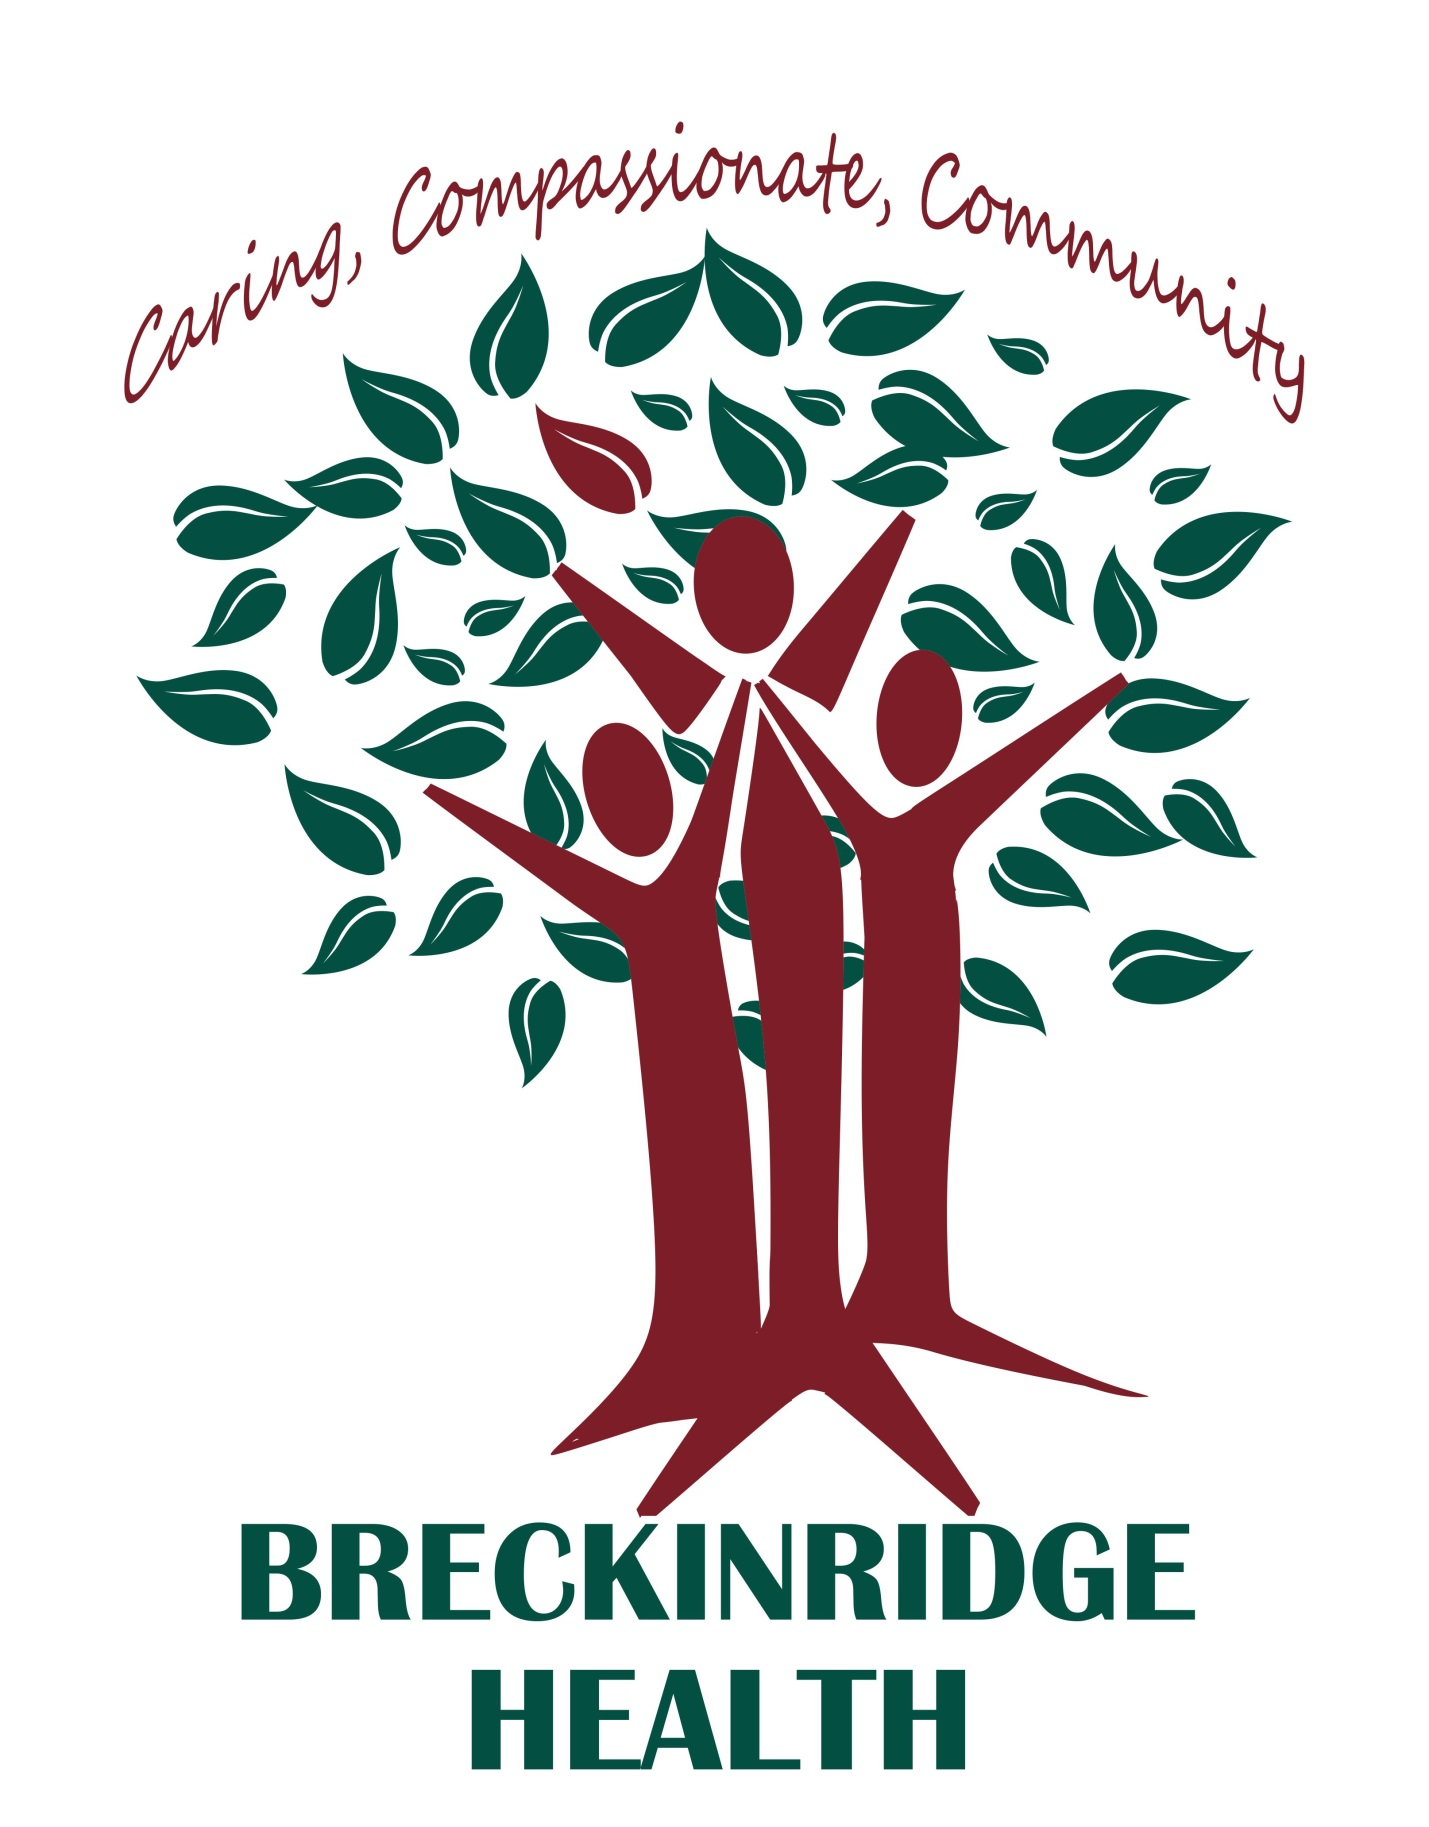 Caring, Compassionate, Community
BRECKINRIDGE
HEALTH